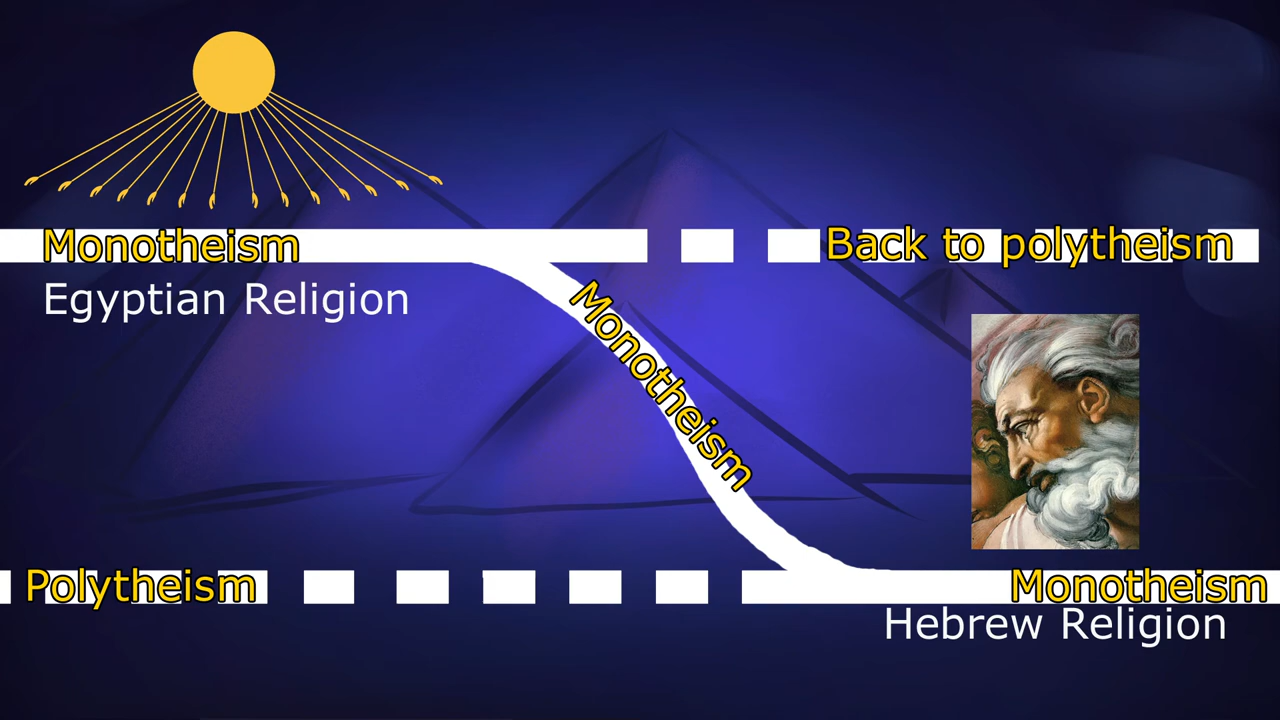 Monotheism
Back to polytheism
Egyptian Religion
Monotheism
Polytheism
Monotheism
Hebrew Religion